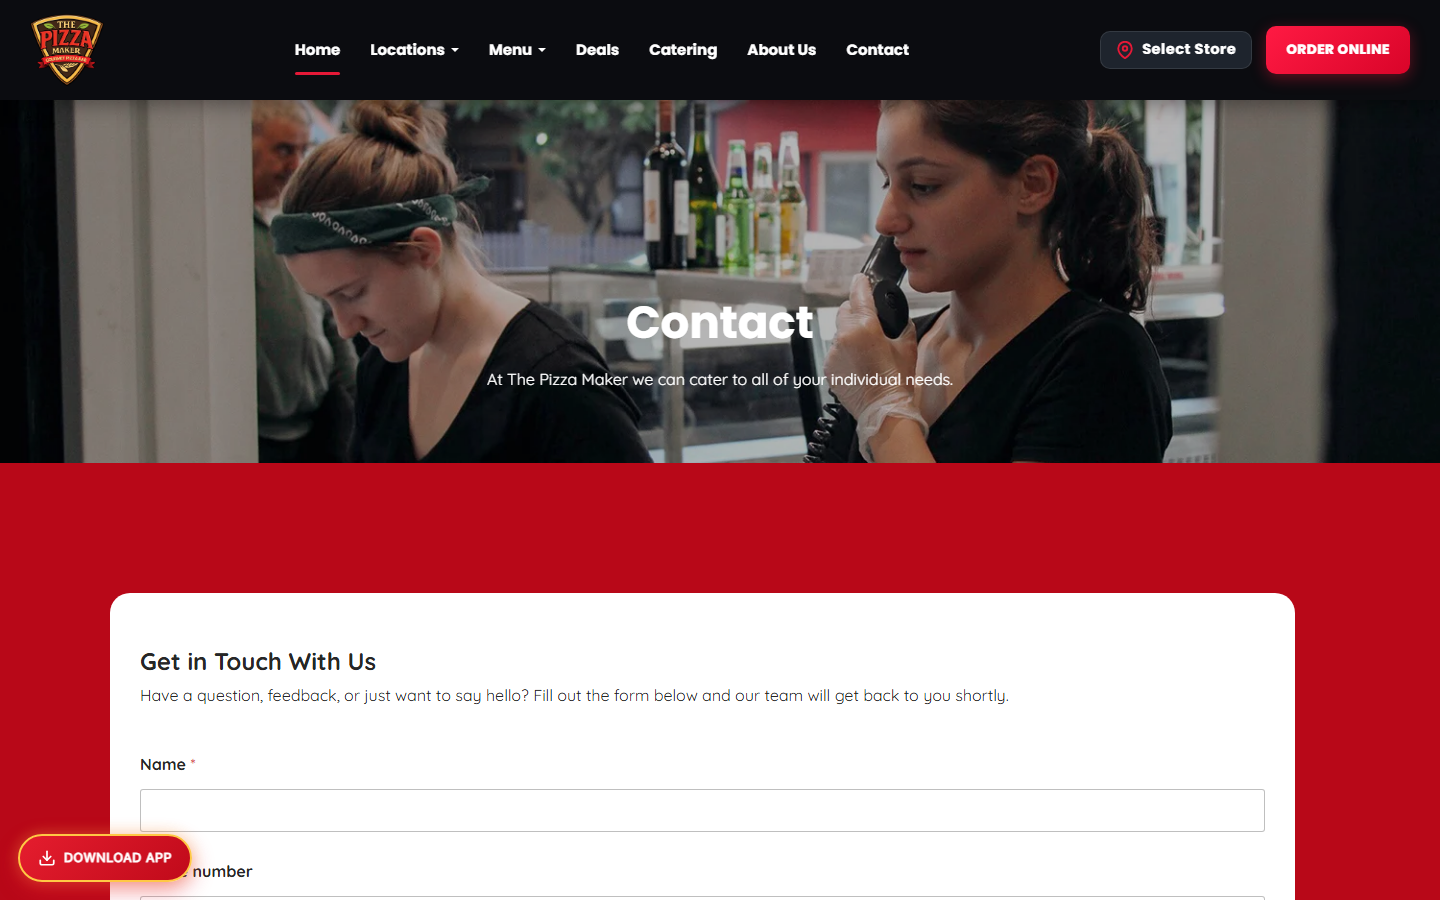 THE
PIZZA
MAKER
Home
Locations
Menu
Deals
Catering
About Us
Contact
Select Store
ORDER ONLINE
Contact
At The Pizza Maker we can cater to all of your individual needs.
Get in Touch With Us
Have a question, feedback, or just want to say hello? Fill out the form below and our team will get back to you shortly.
Name *
DOWNLOAD APP
number